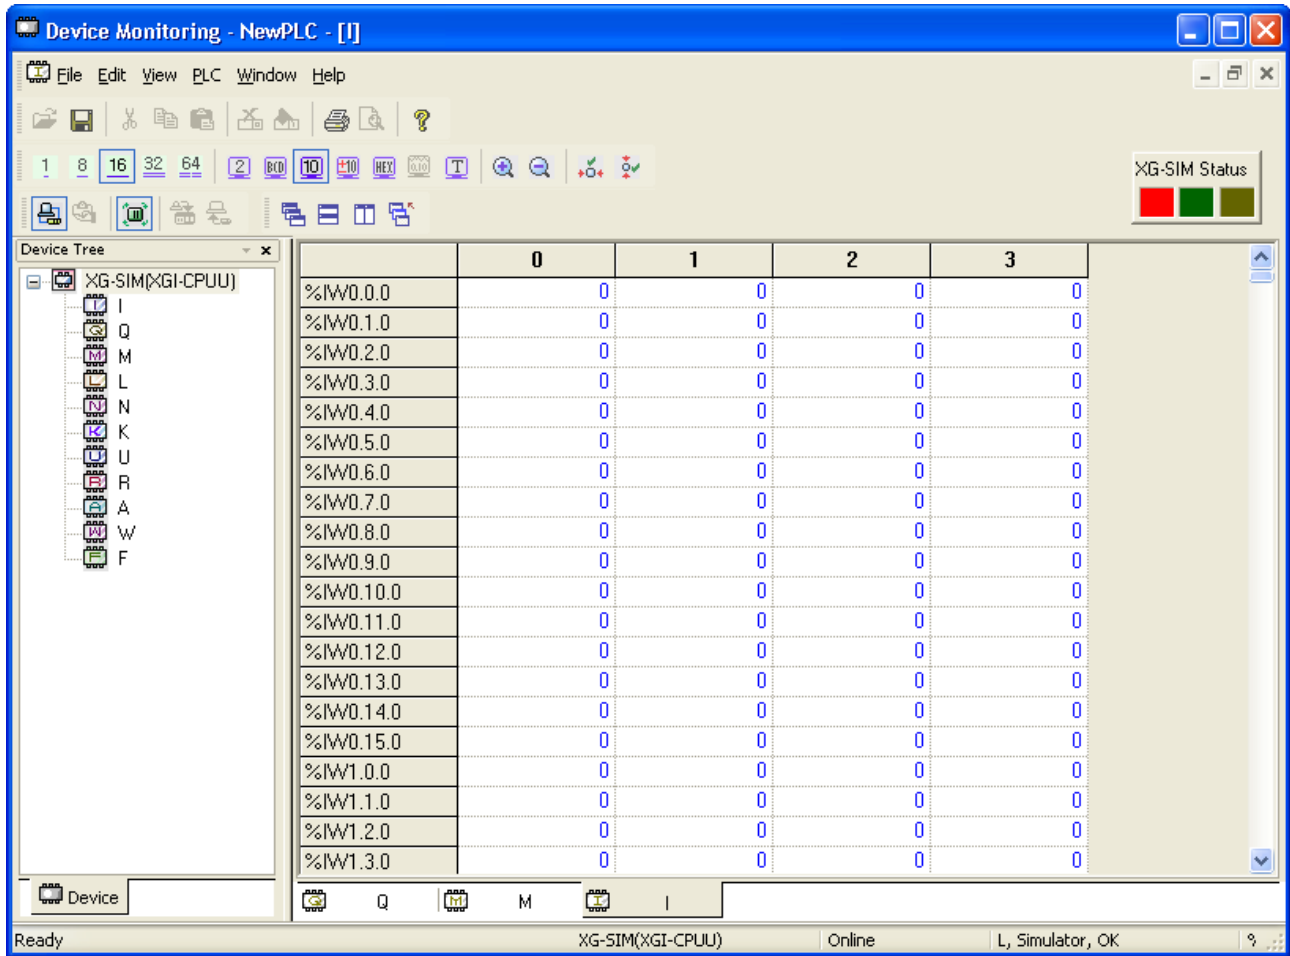 Device Monitoring - NewPLC - [I]
File Edit View PLC Window Help
1 8 16 32 64 2 BCD 10 ±10 HEX 0.10 T
XG-SIM Status
Device Tree
XG-SIM(XGI-CPUU)
I
Q
M
L
N
K
U
R
A
W
F
0 1 2 3
%IW0.0.0 0 0 0 0
%IW0.1.0 0 0 0 0
%IW0.2.0 0 0 0 0
%IW0.3.0 0 0 0 0
%IW0.4.0 0 0 0 0
%IW0.5.0 0 0 0 0
%IW0.6.0 0 0 0 0
%IW0.7.0 0 0 0 0
%IW0.8.0 0 0 0 0
%IW0.9.0 0 0 0 0
%IW0.10.0 0 0 0 0
%IW0.11.0 0 0 0 0
%IW0.12.0 0 0 0 0
%IW0.13.0 0 0 0 0
%IW0.14.0 0 0 0 0
%IW0.15.0 0 0 0 0
%IW1.0.0 0 0 0 0
%IW1.1.0 0 0 0 0
%IW1.2.0 0 0 0 0
%IW1.3.0 0 0 0 0
Device
Q M I
Ready XG-SIM(XGI-CPUU) Online L, Simulator, OK